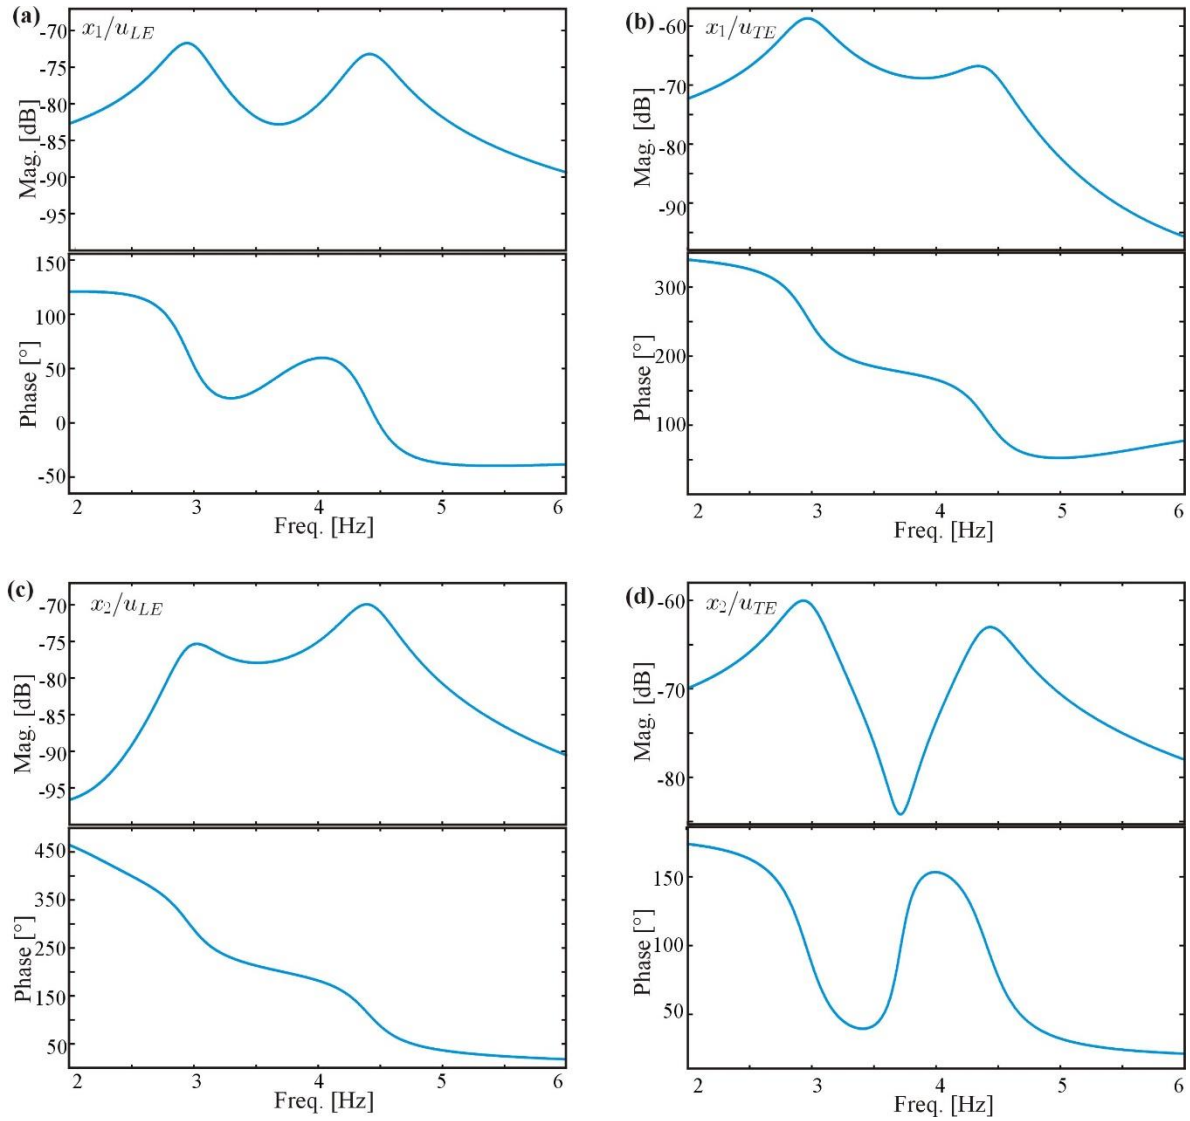 (a)
x₁/u_LE
Mag. [dB]
-70
-75
-80
-85
-90
-95
Phase [°]
150
100
50
0
-50
2 3 4 5 6
Freq. [Hz]
(b)
x₁/u_TE
Mag. [dB]
-60
-70
-80
-90
Phase [°]
300
200
100
2 3 4 5 6
Freq. [Hz]
(c)
x₂/u_LE
Mag. [dB]
-70
-75
-80
-85
-90
-95
Phase [°]
450
350
250
150
50
2 3 4 5 6
Freq. [Hz]
(d)
x₂/u_TE
Mag. [dB]
-60
-70
-80
Phase [°]
150
100
50
2 3 4 5 6
Freq. [Hz]